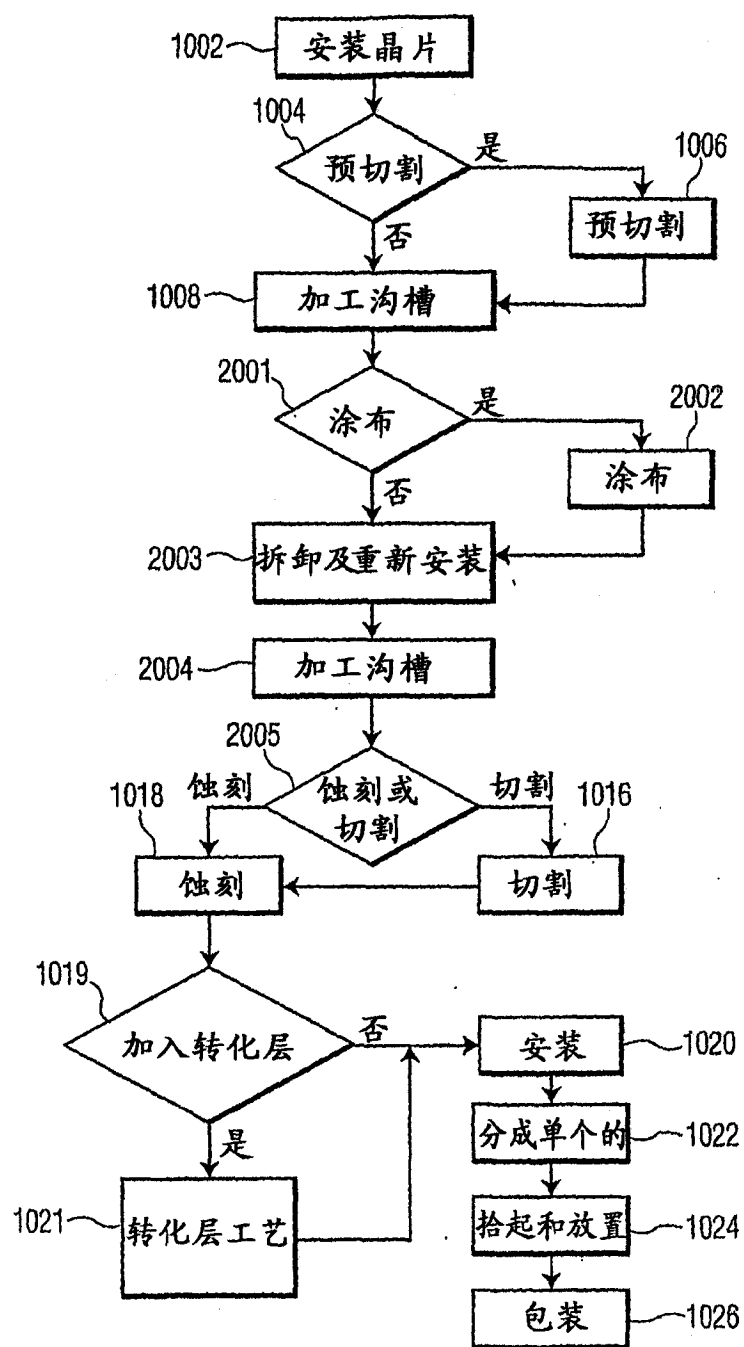 1002
安装晶片
1004
预切割
是
1006
预切割
否
1008
加工沟槽
2001
涂布
是
2002
涂布
否
2003
拆卸及重新安装
2004
加工沟槽
2005
蚀刻或
切割
蚀刻
切割
1018
蚀刻
1016
切割
1019
加入转化层
否
是
1021
转化层工艺
安装
1020
分成单个的
1022
拾起和放置
1024
包装
1026